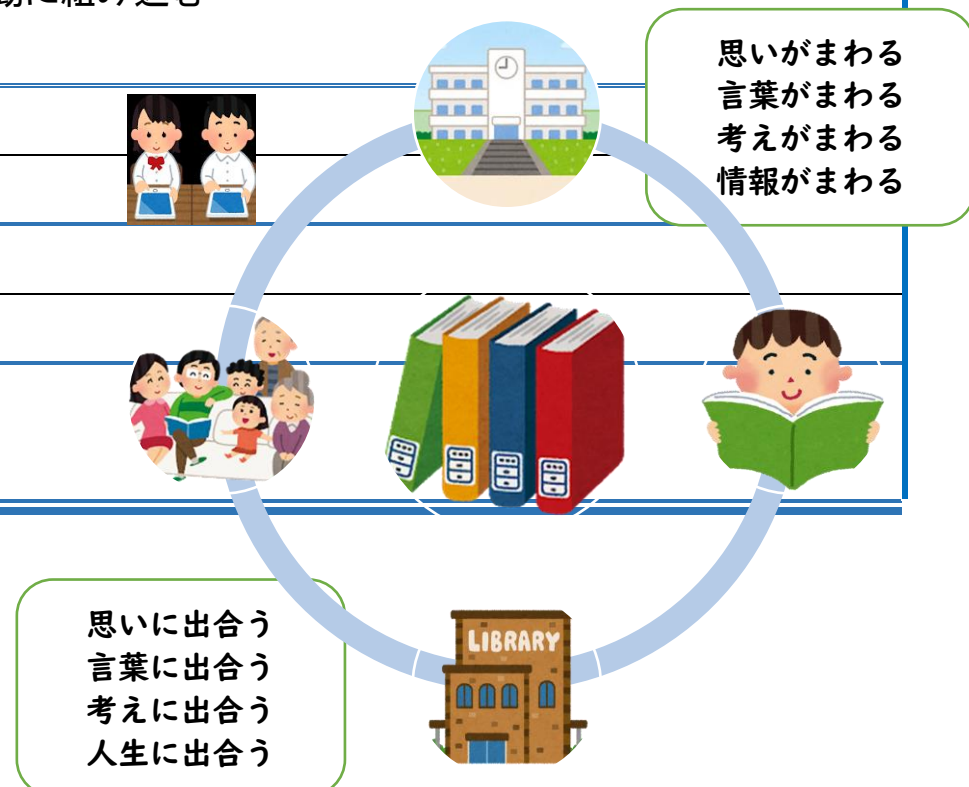 思いがまわる
言葉がまわる
考えがまわる
情報がまわる
LIBRARY
思いに出合う
言葉に出合う
考えに出合う
人生に出合う